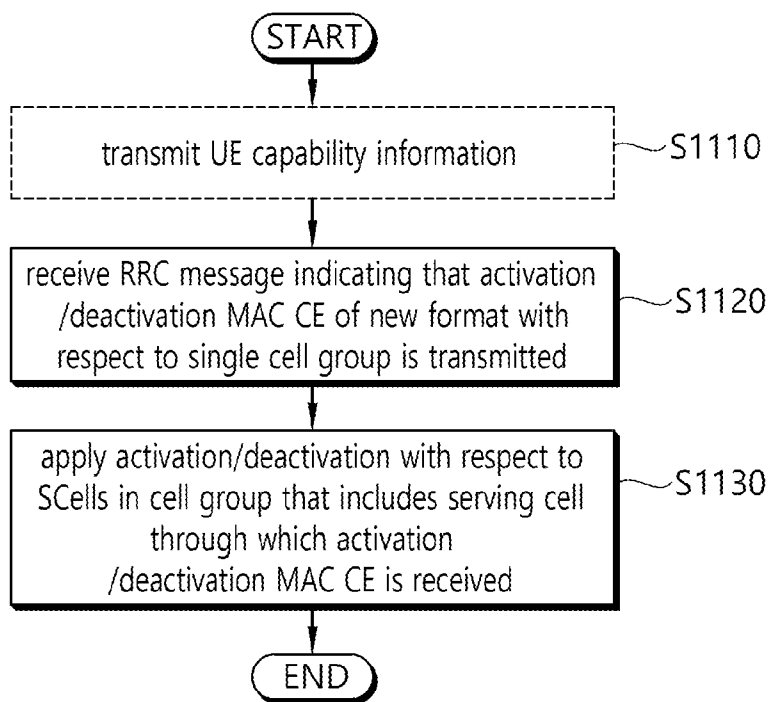 START
transmit UE capability information
S1110
receive RRC message indicating that activation
/deactivation MAC CE of new format with
respect to single cell group is transmitted
S1120
apply activation/deactivation with respect to
SCells in cell group that includes serving cell
through which activation
/deactivation MAC CE is received
S1130
END